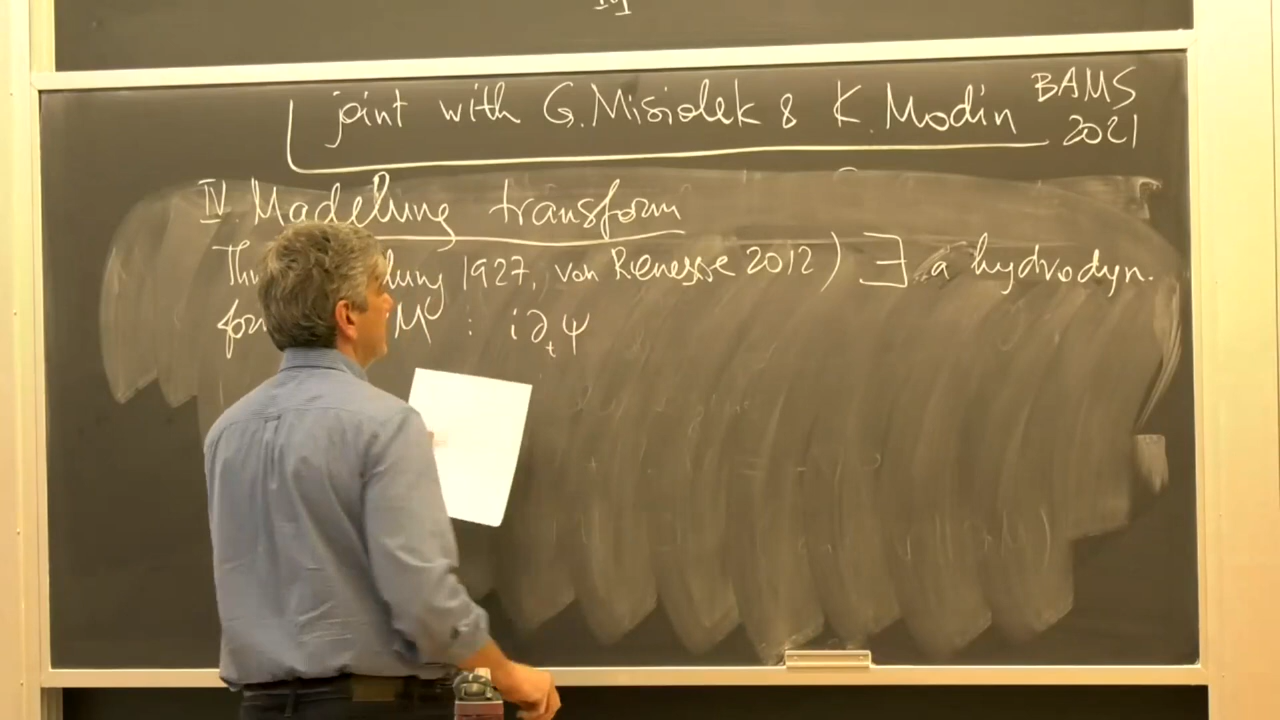 joint with G. Misiolek & K. Modin BAMS 2021
IV. Madelung transform
1927, von Renesse 2012) ∃ a hydrodyn.
M : i∂ₜψ